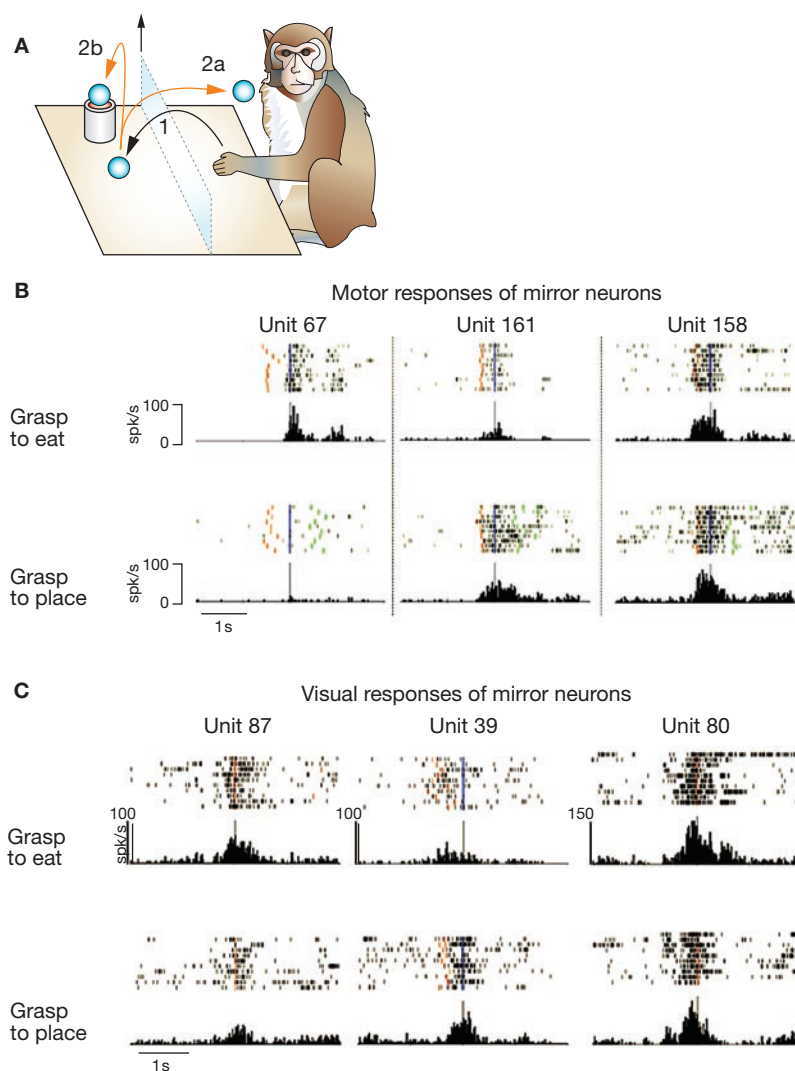 A
2b
2a
1
B
Motor responses of mirror neurons
Unit 67 Unit 161 Unit 158
Grasp
to eat
spk/s
100
0
Grasp
to place
spk/s
100
0
1s
C
Visual responses of mirror neurons
Unit 87 Unit 39 Unit 80
Grasp
to eat
100
spk/s
100
150
Grasp
to place
1s